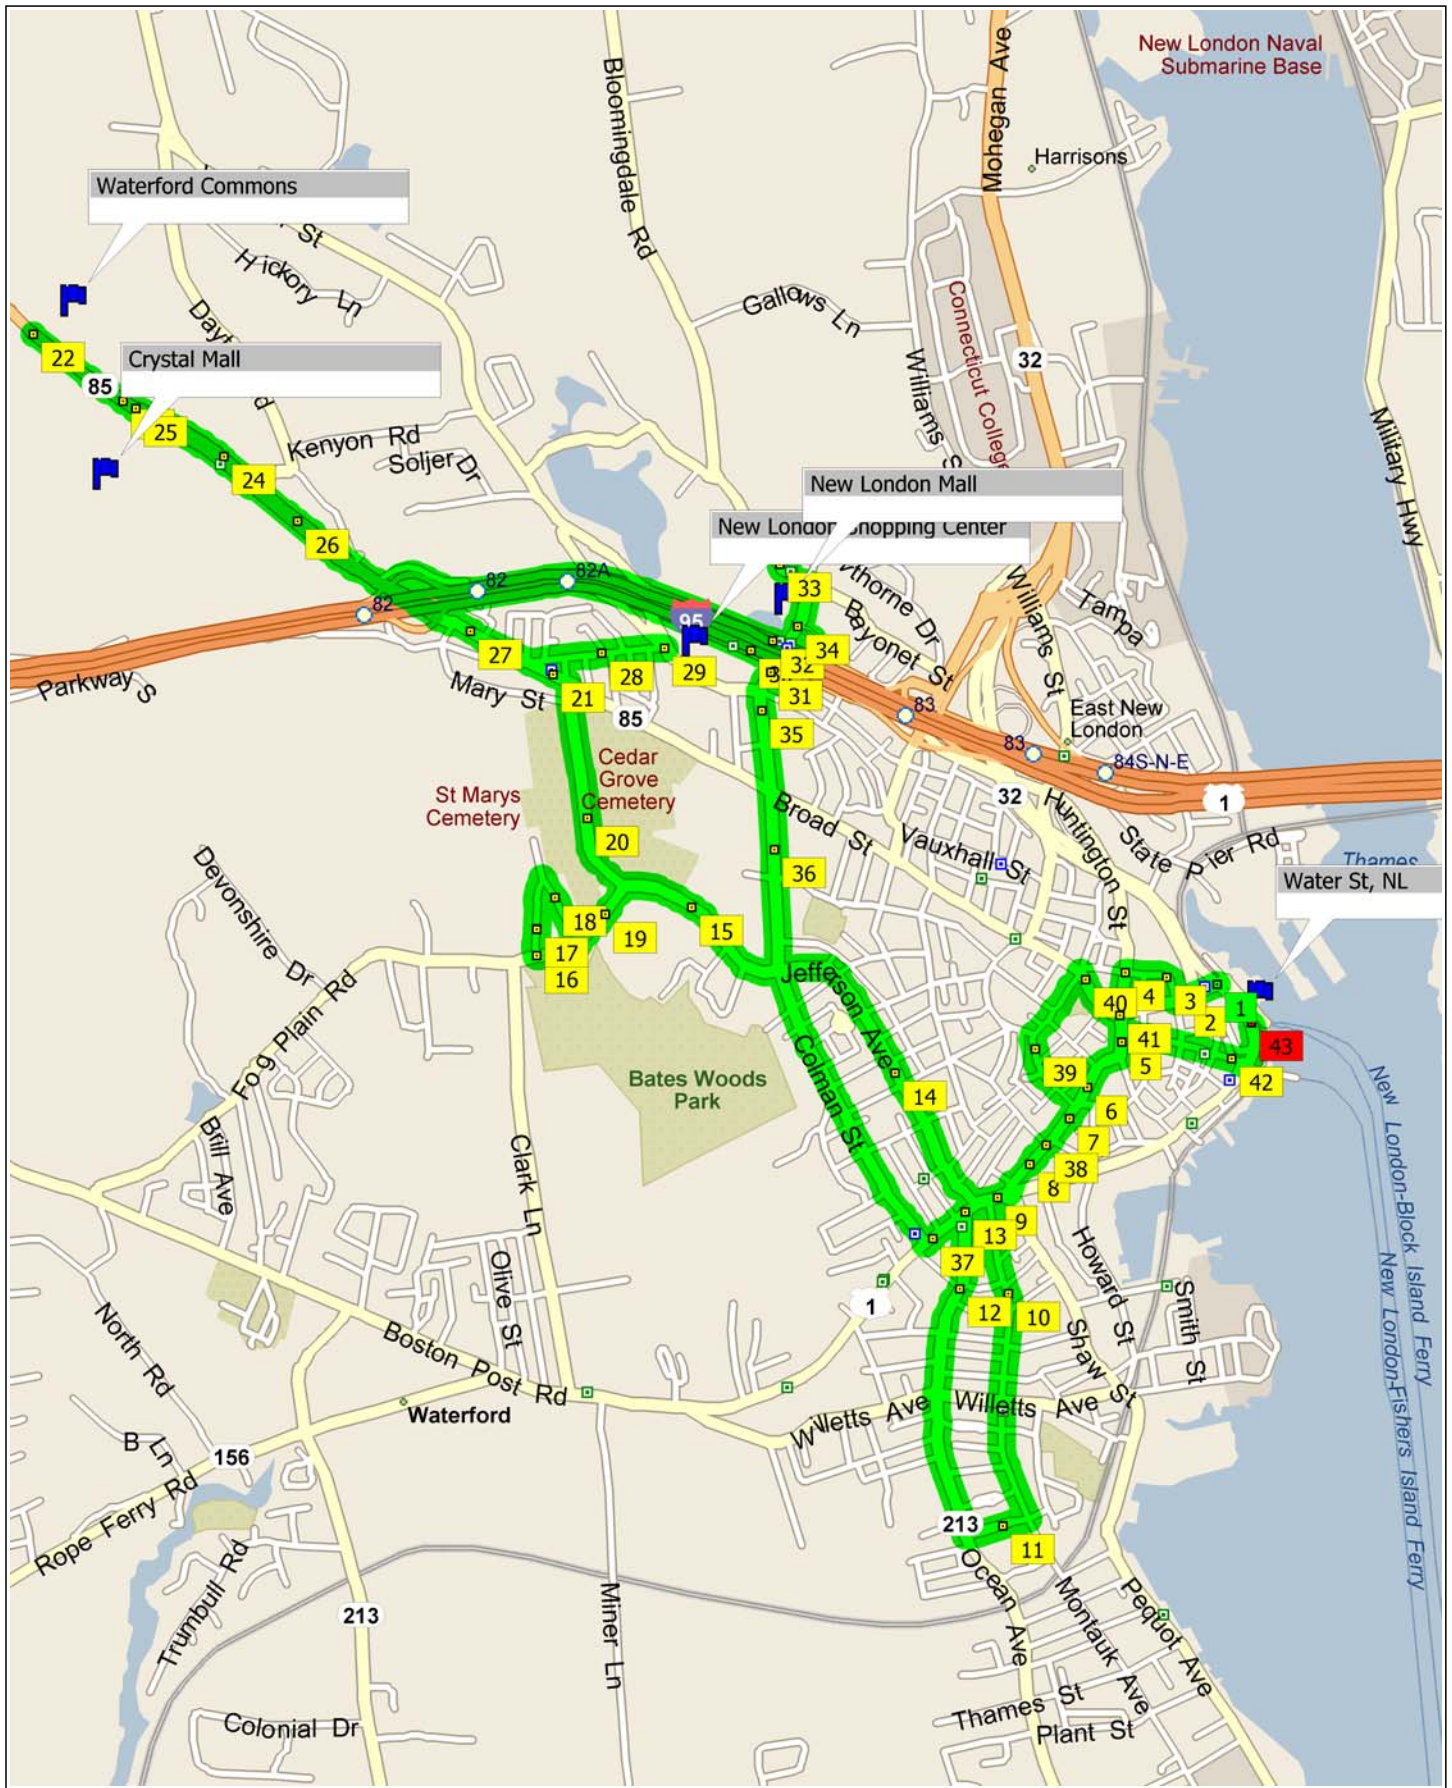 New London Naval
Submarine Base
Mohegan Ave
Bloomingdale Rd
Harrisons
Waterford Commons
St
Hickory Ln
Gallows Ln
Connecticut College
Williams S
32
Military Hwy
22
85
Crystal Mall
25
24
Kenyon Rd
Soljer Dr
26
New London Mall
New London Shopping Center
82
82
82A
95
33
wthorne Dr
Bayonet St
Williams St
Tampa
34
32
31
27
28
29
21
Parkway S
Mary St
85
35
83
83
84S-N-E
East New
London
32
1
Cedar
Grove
Cemetery
St Marys
Cemetery
20
Broad St
Vauxhall St
Huntington St
State Pier Rd
Thames
Water St, NL
36
18
19
15
17
16
Devonshire Dr
Fog Plain Rd
Jefferson Ave
Colman St
4
3
2
1
40
41
43
39
5
42
14
6
7
38
8
9
13
37
12
10
Bates Woods
Park
Brill Ave
Clark Ln
Olive St
North Rd
Boston Post Rd
Howard St
Shaw St
Smith St
1
New London-Block Island Ferry
New London-Fishers Island Ferry
Willetts Ave
Willetts Ave
Waterford
B Ln
156
Rope Ferry Rd
Trumbull Rd
213
11
Ocean Ave
Montauk Ave
Pequot Ave
213
Miner Ln
Thames St
Plant St
Colonial Dr